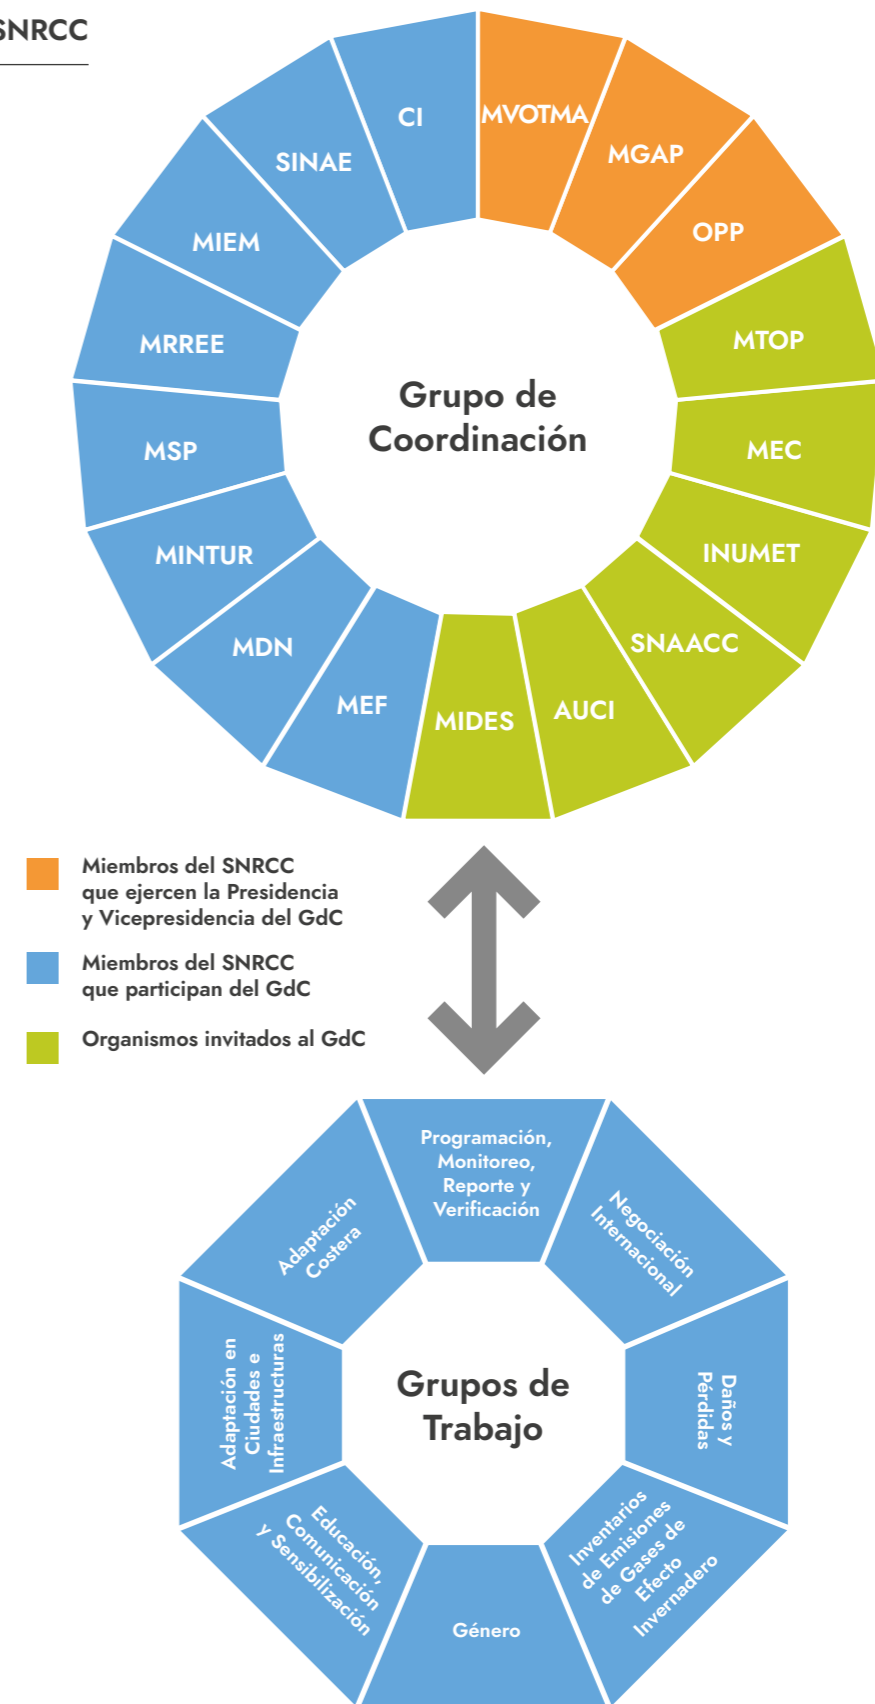 SNRCC
CI
MVOTMA
MGAP
OPP
MTOP
MEC
INUMET
SNAACC
AUCI
MIDES
MEF
MDN
MINTUR
MSP
MRREE
MIEM
SINAE
Grupo de
Coordinación
Miembros del SNRCC
que ejercen la Presidencia
y Vicepresidencia del GdC
Miembros del SNRCC
que participan del GdC
Organismos invitados al GdC
Programación,
Monitoreo,
Reporte y
Verificación
Negociación
Internacional
Daños y
Pérdidas
Inventarios
de Emisiones
de Gases de
Efecto
Invernadero
Género
Educación,
Comunicación
y Sensibilización
Adaptación en
Ciudades e
Infraestructuras
Adaptación
Costera
Grupos de
Trabajo